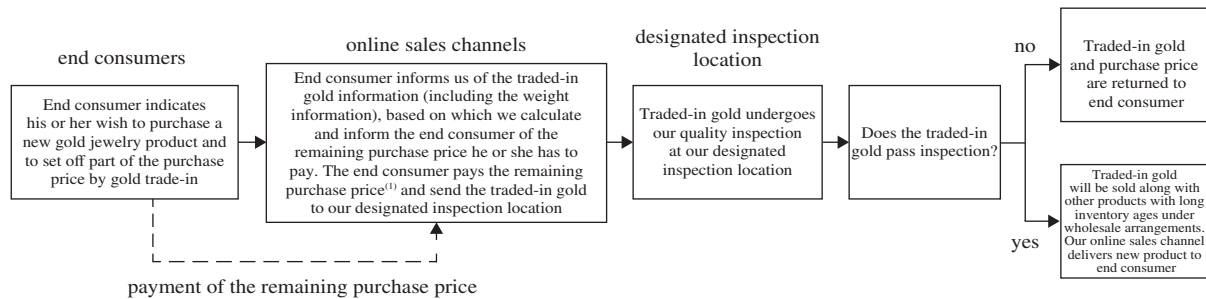 end consumers
End consumer indicates
his or her wish to purchase a
new gold jewelry product and
to set off part of the purchase
price by gold trade-in
online sales channels
End consumer informs us of the traded-in
gold information (including the weight
information), based on which we calculate
and inform the end consumer of the
remaining purchase price he or she has to
pay. The end consumer pays the remaining
purchase price(1) and send the traded-in gold
to our designated inspection location
payment of the remaining purchase price
designated inspection
location
Traded-in gold undergoes
our quality inspection
at our designated
inspection location
Does the traded-in
gold pass inspection?
no
Traded-in gold
and purchase price
are returned to
end consumer
yes
Traded-in gold
will be sold along with
other products with long
inventory ages under
wholesale arrangements.
Our online sales channel
delivers new product to
end consumer